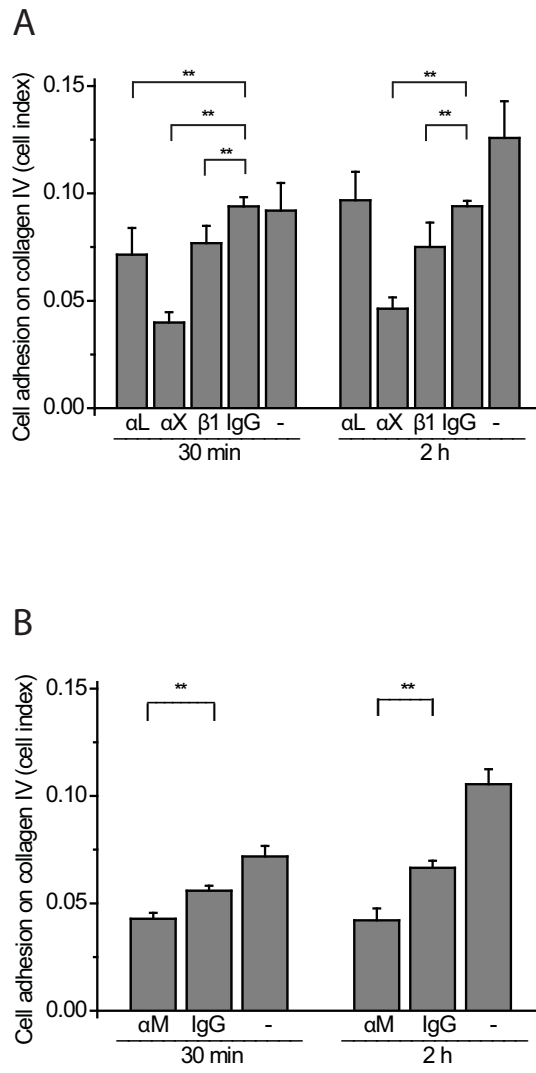 A
Cell adhesion on collagen IV (cell index)
0.15
0.10
0.05
0.00
** **
** **
**
αL αX β1 IgG - αL αX β1 IgG -
30 min 2 h
B
Cell adhesion on collagen IV (cell index)
0.15
0.10
0.05
0.00
** **
αM IgG - αM IgG -
30 min 2 h